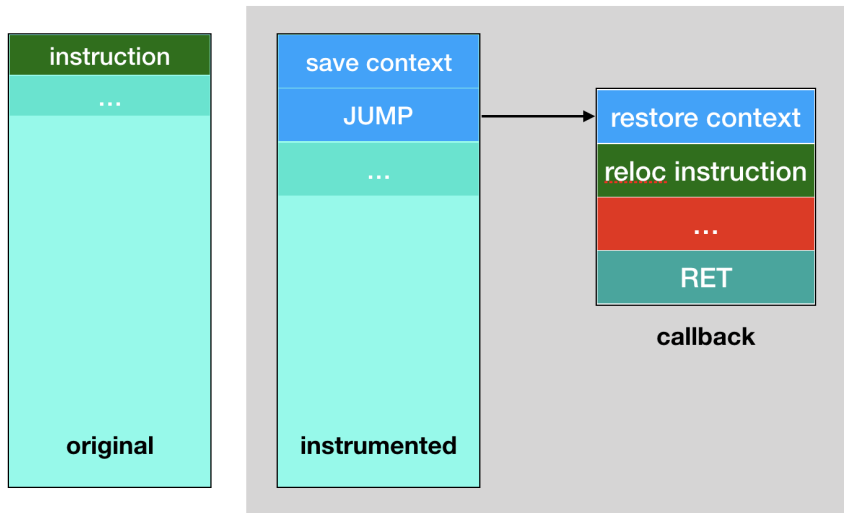 instruction
...
original
save context
JUMP
...
instrumented
restore context
reloc instruction
...
RET
callback